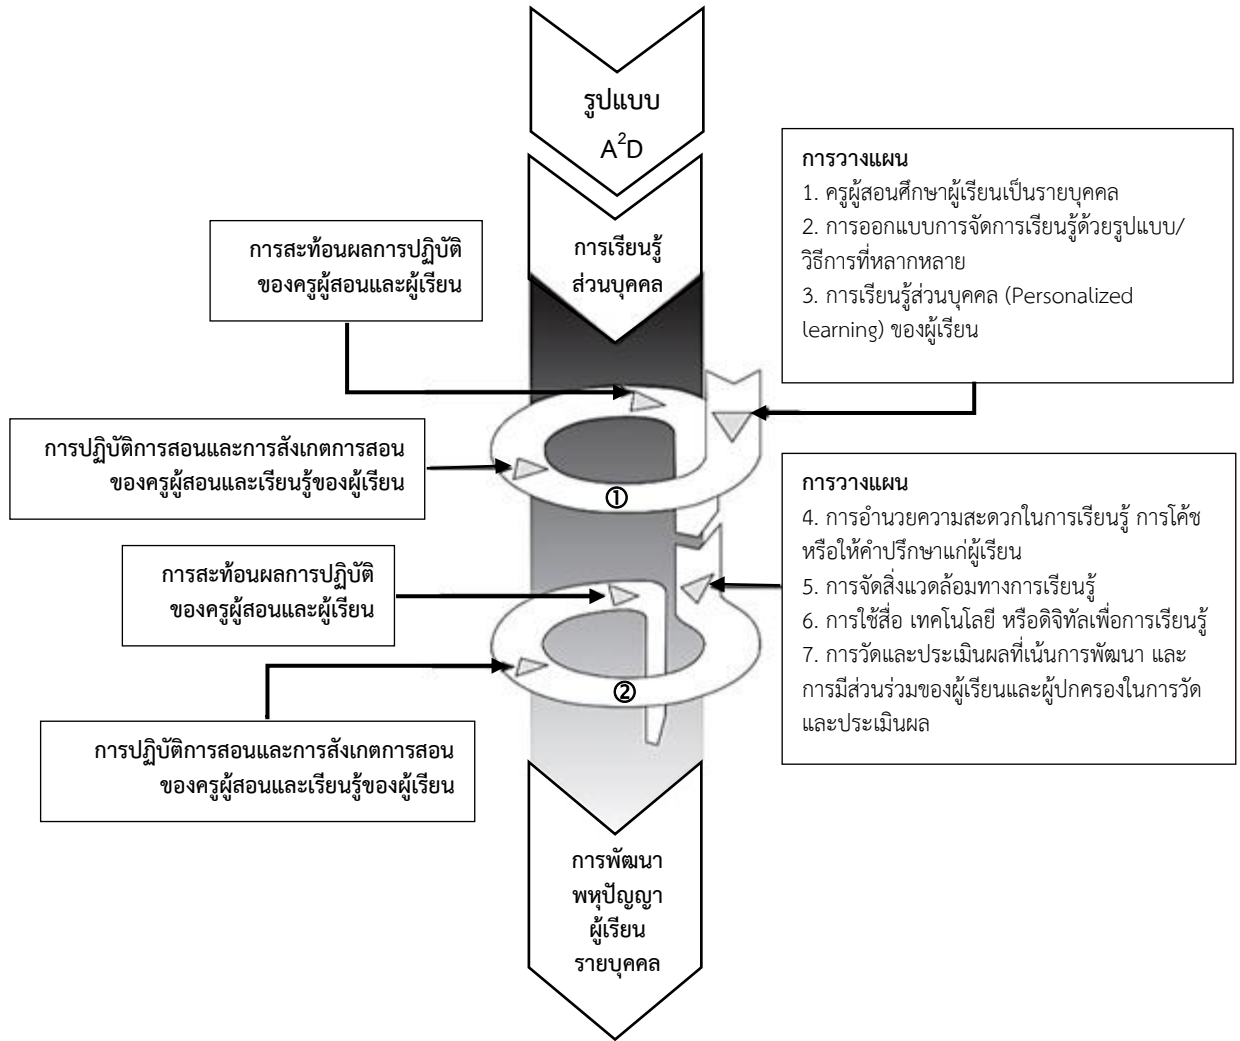 รูปแบบ
A²D
การเรียนรู้
ส่วนบุคคล
การวางแผน
1. ครูผู้สอนศึกษาผู้เรียนเป็นรายบุคคล
2. การออกแบบการจัดการเรียนรู้ด้วยรูปแบบ/
วิธีการที่หลากหลาย
3. การเรียนรู้ส่วนบุคคล (Personalized
learning) ของผู้เรียน
การสะท้อนผลการปฏิบัติ
ของครูผู้สอนและผู้เรียน
การปฏิบัติการสอนและการสังเกตการสอน
ของครูผู้สอนและเรียนรู้ของผู้เรียน
①
การวางแผน
4. การอำนวยความสะดวกในการเรียนรู้ การโค้ช
หรือให้คำปรึกษาแก่ผู้เรียน
5. การจัดสิ่งแวดล้อมทางการเรียนรู้
6. การใช้สื่อ เทคโนโลยี หรือดิจิทัลเพื่อการเรียนรู้
7. การวัดและประเมินผลที่เน้นการพัฒนา และ
การมีส่วนร่วมของผู้เรียนและผู้ปกครองในการวัด
และประเมินผล
การสะท้อนผลการปฏิบัติ
ของครูผู้สอนและผู้เรียน
②
การปฏิบัติการสอนและการสังเกตการสอน
ของครูผู้สอนและเรียนรู้ของผู้เรียน
การพัฒนา
พหุปัญญา
ผู้เรียน
รายบุคคล